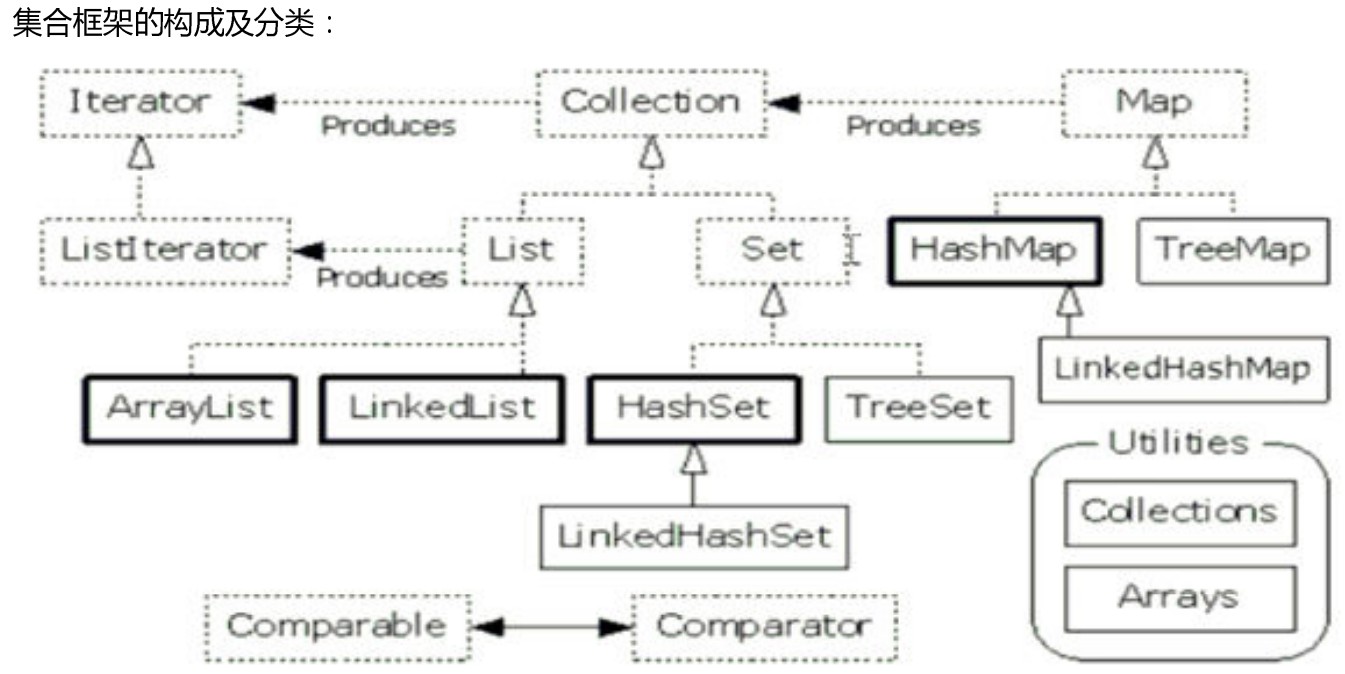 集合框架的构成及分类：
Iterator
Collection
Map
Produces
Produces
ListIterator
List
Set
HashMap
TreeMap
Produces
LinkedHashMap
ArrayList
LinkedList
HashSet
TreeSet
Utilities
Collections
LinkedHashSet
Arrays
Comparable
Comparator